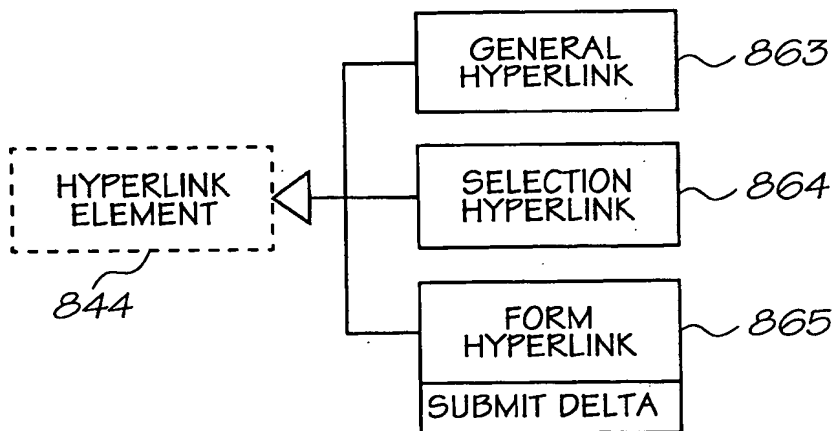 GENERAL
HYPERLINK
863
HYPERLINK
ELEMENT
844
SELECTION
HYPERLINK
864
FORM
HYPERLINK
865
SUBMIT DELTA